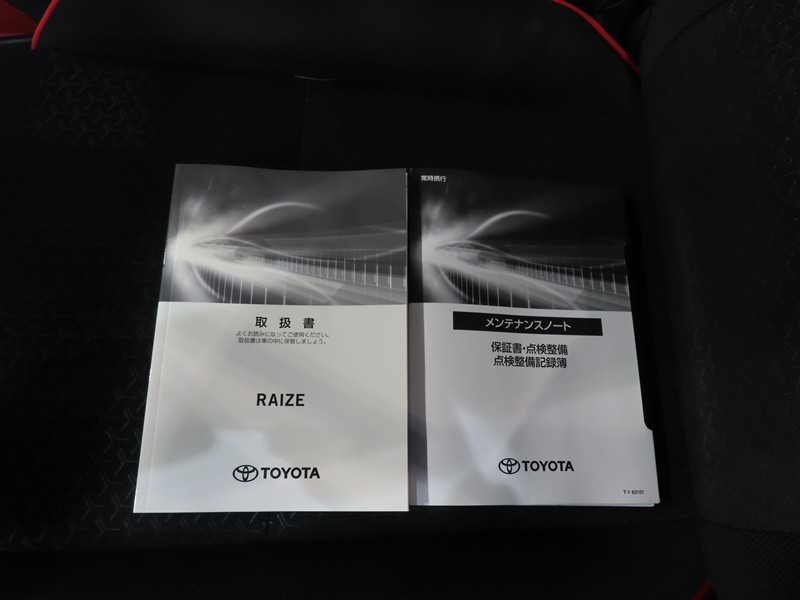 取扱書
よくお読みになってご使用ください。
取扱書は車の中に保管しましょう。
RAIZE
TOYOTA
常時携行
メンテナンスノート
保証書・点検整備
点検整備記録簿
TOYOTA
T-1 62101